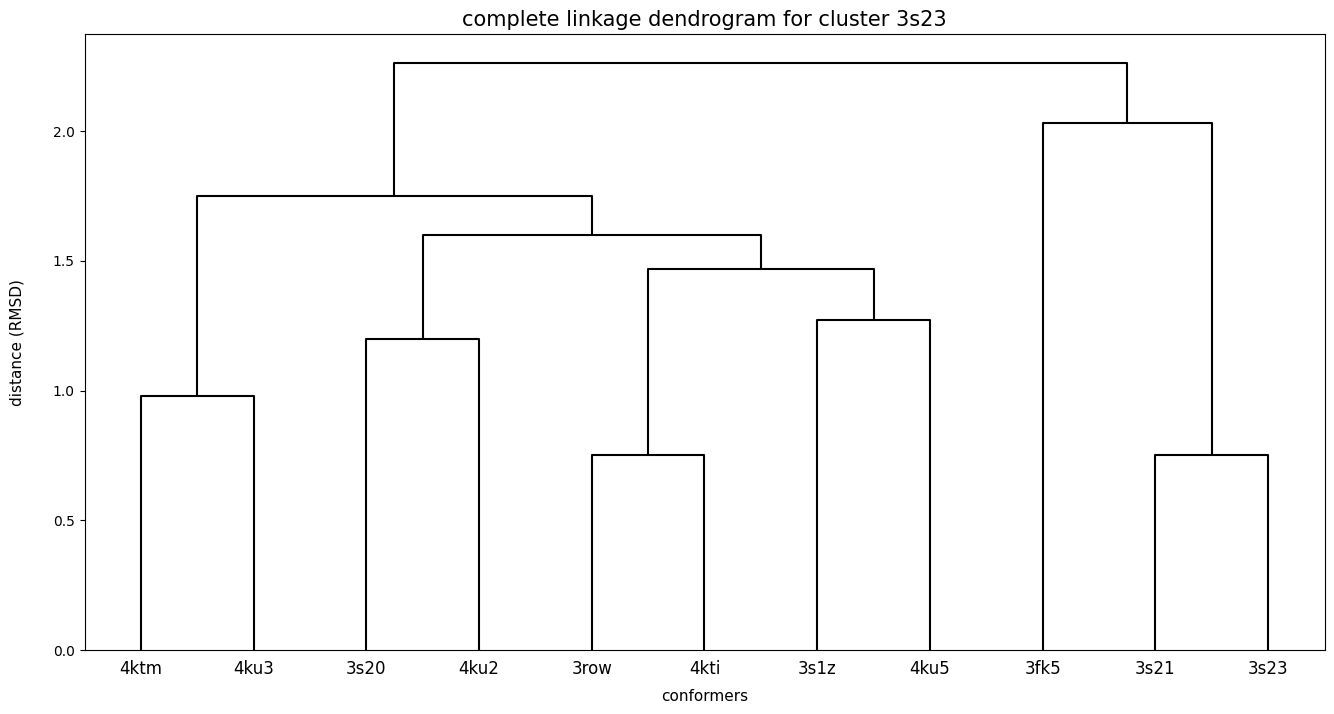 complete linkage dendrogram for cluster 3s23
distance (RMSD)
2.0
1.5
1.0
0.5
0.0
4ktm 4ku3 3s20 4ku2 3row 4kti 3s1z 4ku5 3fk5 3s21 3s23
conformers